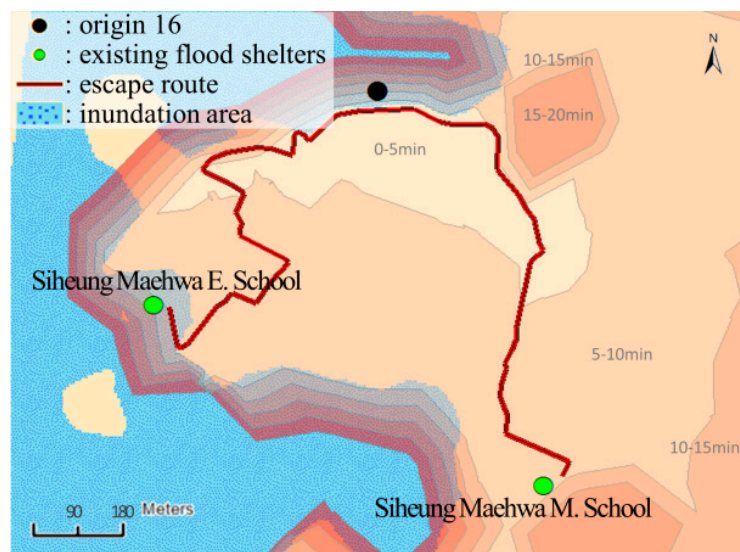 : origin 16
: existing flood shelters
: escape route
: inundation area
N
10-15min
15-20min
0-5min
Siheung Maehwa E. School
5-10min
10-15min
Siheung Maehwa M. School
90 180 Meters